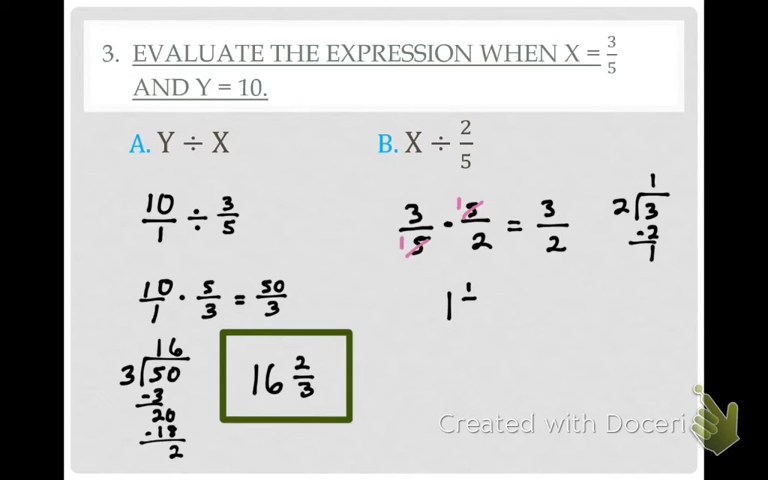 3. EVALUATE THE EXPRESSION WHEN X = 3/5
AND Y = 10.
A. Y ÷ X
10/1 ÷ 3/5
10/1 · 5/3 = 50/3
16
3 50
-3
20
-18
2
16 2/3
B. X ÷ 2/5
3/5 · 5/2 = 3/2
1 1
1
2 3
-2
1
1 1
Created with Doceri